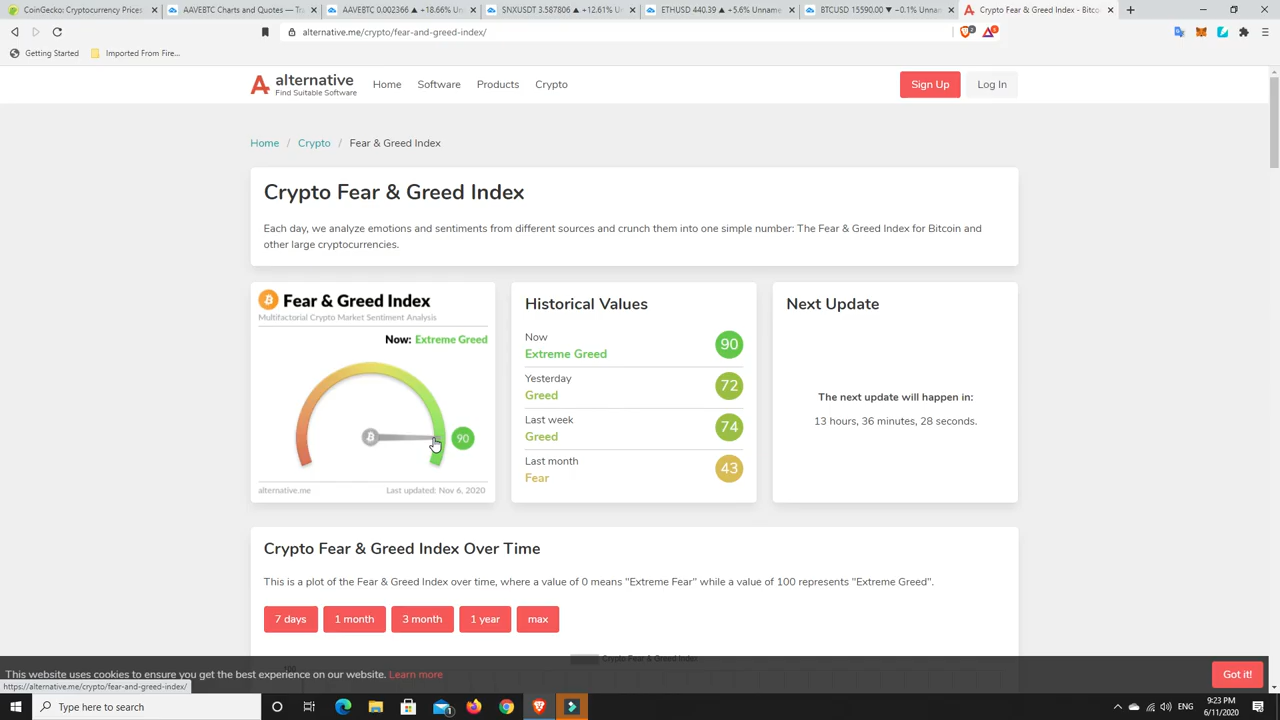 CoinGecko: Cryptocurrency Prices
AAVEBTC Charts and Quotes — Tra
AAVEBTC 0.002366 ▲ +18.66% Unna
SNXUSDT 3.587806 ▲ +12.61% Unna
ETHUSD 440.39 ▲ +5.6% Unname
BTCUSD 15590.00 ▼ −0.1% Unnam
Crypto Fear & Greed Index - Bitco
alternative.me/crypto/fear-and-greed-index/
Getting Started
Imported From Fire...
alternative
Find Suitable Software
Home
Software
Products
Crypto
Sign Up
Log In
Home / Crypto / Fear & Greed Index
Crypto Fear & Greed Index
Each day, we analyze emotions and sentiments from different sources and crunch them into one simple number: The Fear & Greed Index for Bitcoin and
other large cryptocurrencies.
Fear & Greed Index
Multifactorial Crypto Market Sentiment Analysis
Now: Extreme Greed
90
alternative.me
Last updated: Nov 6, 2020
Historical Values
Now
Extreme Greed
90
Yesterday
Greed
72
Last week
Greed
74
Last month
Fear
43
Next Update
The next update will happen in:
13 hours, 36 minutes, 28 seconds.
Crypto Fear & Greed Index Over Time
This is a plot of the Fear & Greed Index over time, where a value of 0 means "Extreme Fear" while a value of 100 represents "Extreme Greed".
7 days
1 month
3 month
1 year
max
Crypto Fear & Greed Index
100
This website uses cookies to ensure you get the best experience on our website. Learn more
Got it!
https://alternative.me/crypto/fear-and-greed-index/
Type here to search
ENG
9:23 PM
6/11/2020